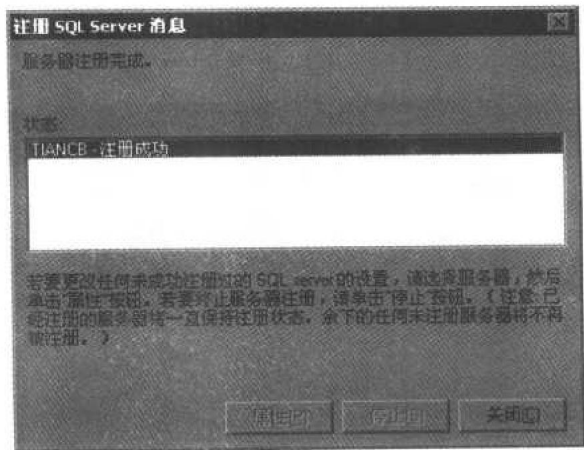 注册 SQL Server 消息
服务器注册完成。
状态:
TIANCB - 注册成功
若要更改任何未成功注册过的 SQL server 的设置，请选择服务器，然后
单击“属性”按钮。若要终止服务器注册，请单击“停止”按钮。（ 注意:已
经注册的服务器将一直保持注册状态。余下的任何未注册服务器将不再
被注册。）
属性(P)
停止(S)
关闭(C)